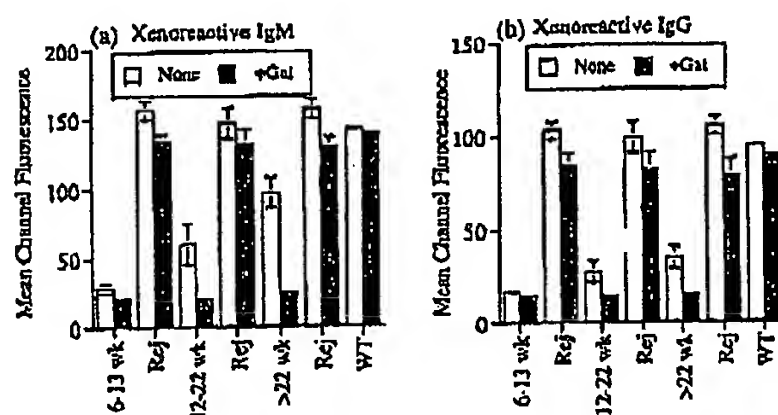 (a) Xenoreactive IgM
None +Gal
Mean Channel Fluorescence
200
150
100
50
0
6-13 wk
Rej
12-22 wk
Rej
>22 wk
Rej
WT
(b) Xenoreactive IgG
None +Gal
Mean Channel Fluorescence
150
100
50
0
6-13 wk
Rej
12-22 wk
Rej
>22 wk
Rej
WT